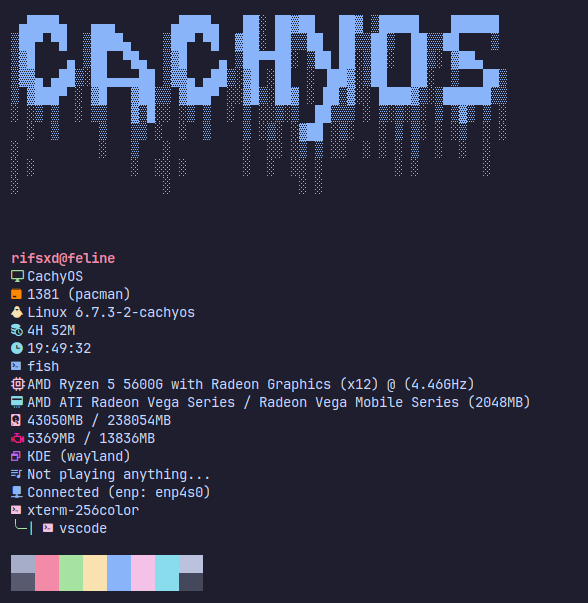 CACHYOS
rifsxd@feline
CachyOS
1381 (pacman)
Linux 6.7.3-2-cachyos
4H 52M
19:49:32
fish
AMD Ryzen 5 5600G with Radeon Graphics (x12) @ (4.46GHz)
AMD ATI Radeon Vega Series / Radeon Vega Mobile Series (2048MB)
43050MB / 238054MB
5369MB / 13836MB
KDE (wayland)
Not playing anything...
Connected (enp: enp4s0)
xterm-256color
╰─| vscode